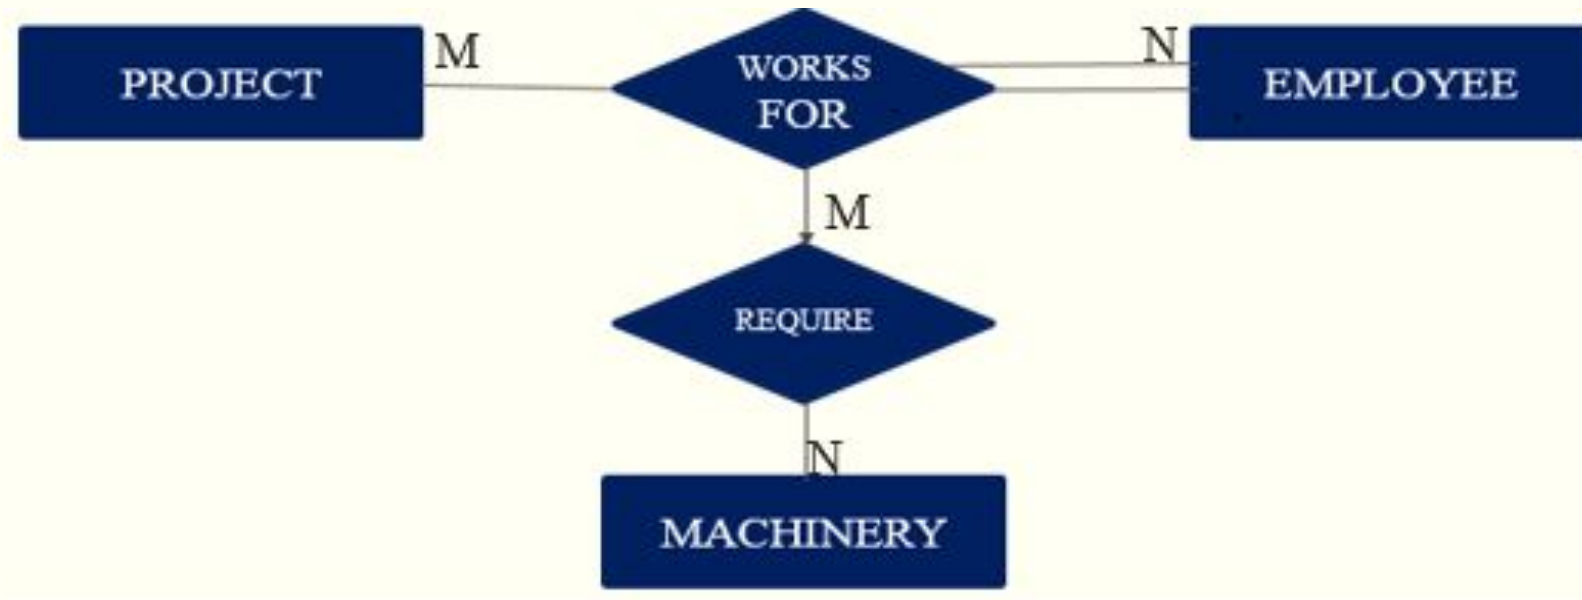 PROJECT
M
WORKS
FOR
N
EMPLOYEE
M
REQUIRE
N
MACHINERY